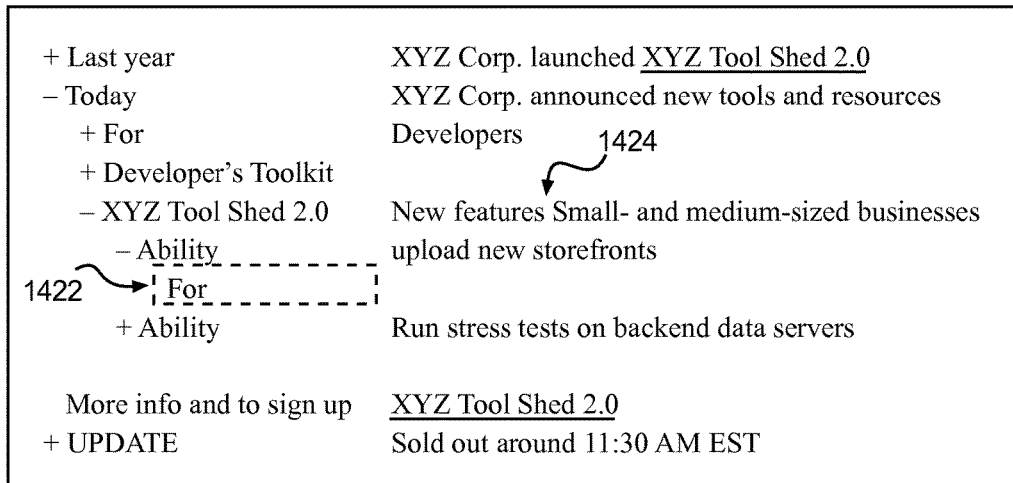 + Last year XYZ Corp. launched XYZ Tool Shed 2.0
– Today XYZ Corp. announced new tools and resources
+ For Developers
1424
+ Developer's Toolkit
– XYZ Tool Shed 2.0 New features Small- and medium-sized businesses
– Ability upload new storefronts
1422 For
+ Ability Run stress tests on backend data servers
More info and to sign up XYZ Tool Shed 2.0
+ UPDATE Sold out around 11:30 AM EST